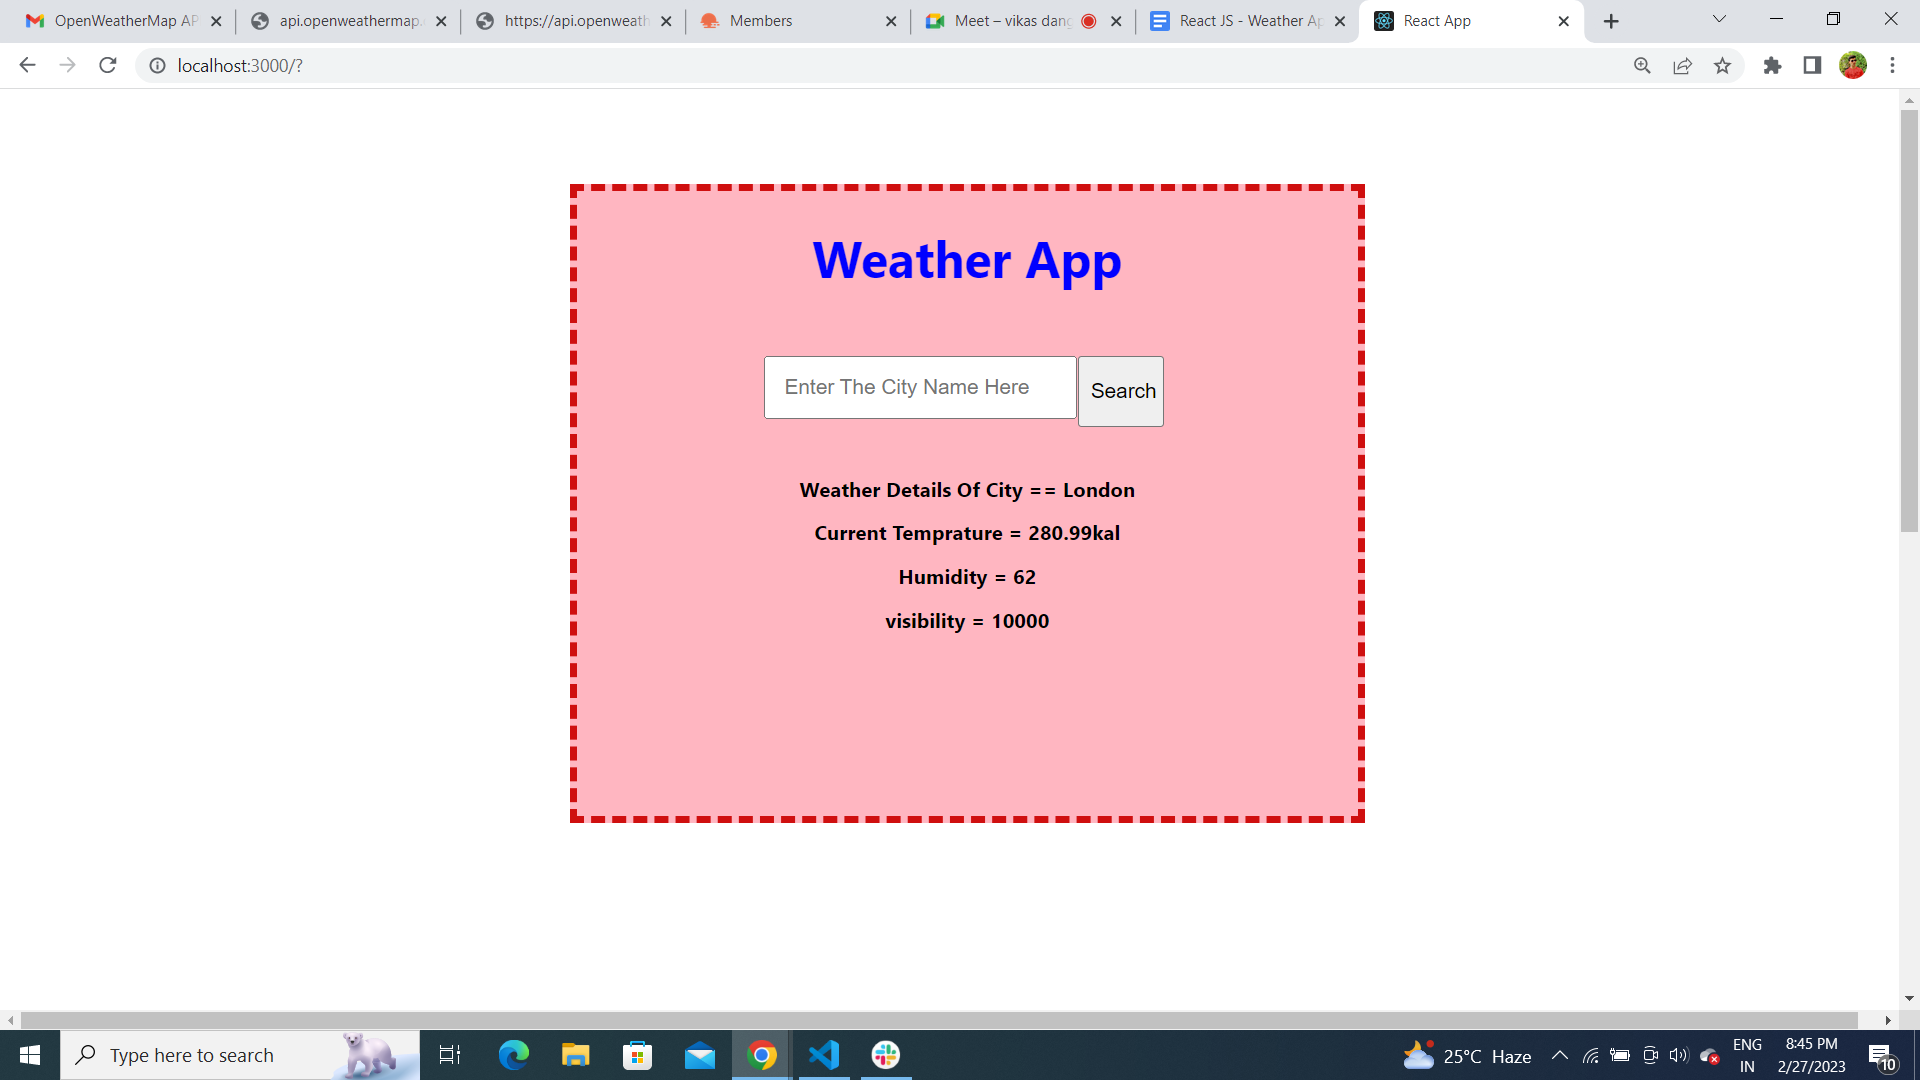 OpenWeatherMap AP
api.openweathermap.
https://api.openweath
Members
Meet – vikas dang
React JS - Weather Ap
React App
localhost:3000/?
Weather App
Enter The City Name Here
Search
Weather Details Of City == London
Current Temprature = 280.99kal
Humidity = 62
visibility = 10000
Type here to search
25°C Haze
ENG
IN
8:45 PM
2/27/2023
10